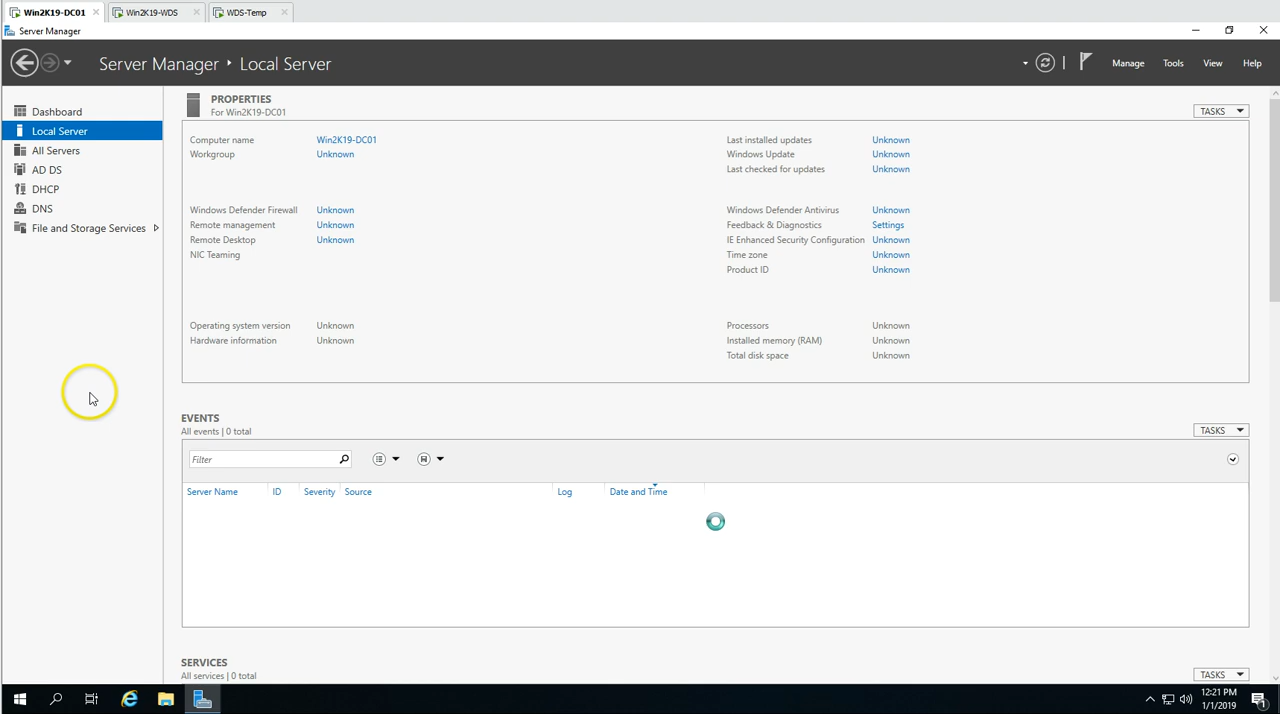 Win2K19-DC01 Win2K19-WDS WDS-Temp
Server Manager
Server Manager Local Server
Manage Tools View Help
Dashboard
Local Server
All Servers
AD DS
DHCP
DNS
File and Storage Services
PROPERTIES
For Win2K19-DC01
TASKS
Computer name Win2K19-DC01
Workgroup Unknown
Last installed updates Unknown
Windows Update Unknown
Last checked for updates Unknown
Windows Defender Firewall Unknown
Remote management Unknown
Remote Desktop Unknown
NIC Teaming
Windows Defender Antivirus Unknown
Feedback & Diagnostics Settings
IE Enhanced Security Configuration Unknown
Time zone Unknown
Product ID Unknown
Operating system version Unknown
Hardware information Unknown
Processors Unknown
Installed memory (RAM) Unknown
Total disk space Unknown
EVENTS
All events | 0 total
TASKS
Filter
Server Name ID Severity Source Log Date and Time
SERVICES
All services | 0 total
TASKS
12:21 PM
1/1/2019
1